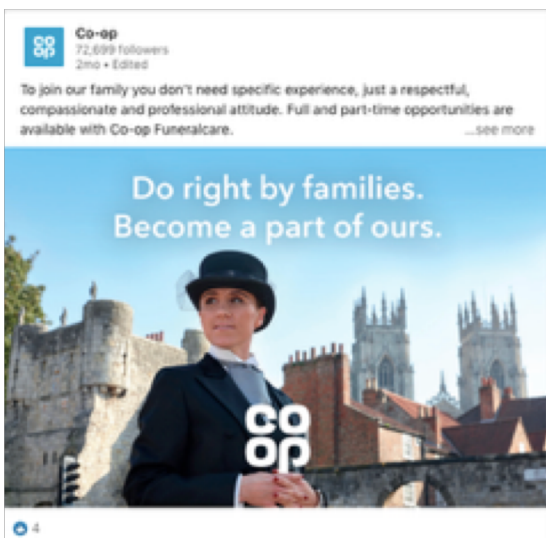 co
op
Co-op
72,699 followers
2mo • Edited
To join our family you don't need specific experience, just a respectful,
compassionate and professional attitude. Full and part-time opportunities are
available with Co-op Funeralcare. ...see more
Do right by families.
Become a part of ours.
co
op
4